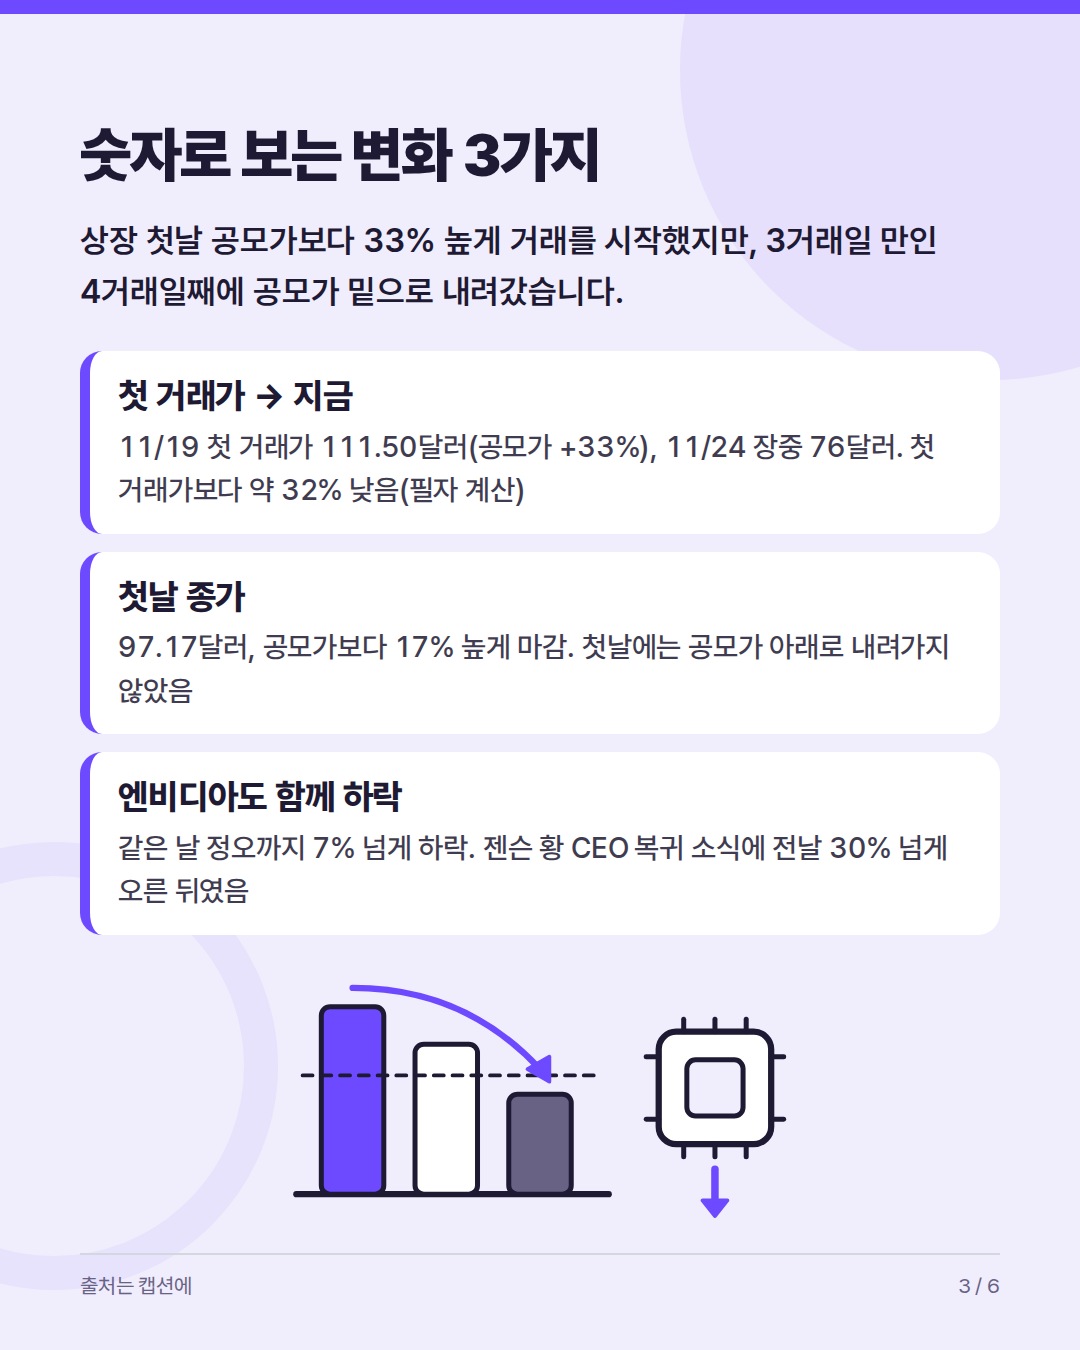 숫자로 보는 변화 3가지
상장 첫날 공모가보다 33% 높게 거래를 시작했지만, 3거래일 만인
4거래일째에 공모가 밑으로 내려갔습니다.
첫 거래가 → 지금
11/19 첫 거래가 111.50달러(공모가 +33%), 11/24 장중 76달러. 첫
거래가보다 약 32% 낮음(필자 계산)
첫날 종가
97.17달러, 공모가보다 17% 높게 마감. 첫날에는 공모가 아래로 내려가지
않았음
엔비디아도 함께 하락
같은 날 정오까지 7% 넘게 하락. 젠슨 황 CEO 복귀 소식에 전날 30% 넘게
오른 뒤였음
출처는 캡션에
3 / 6